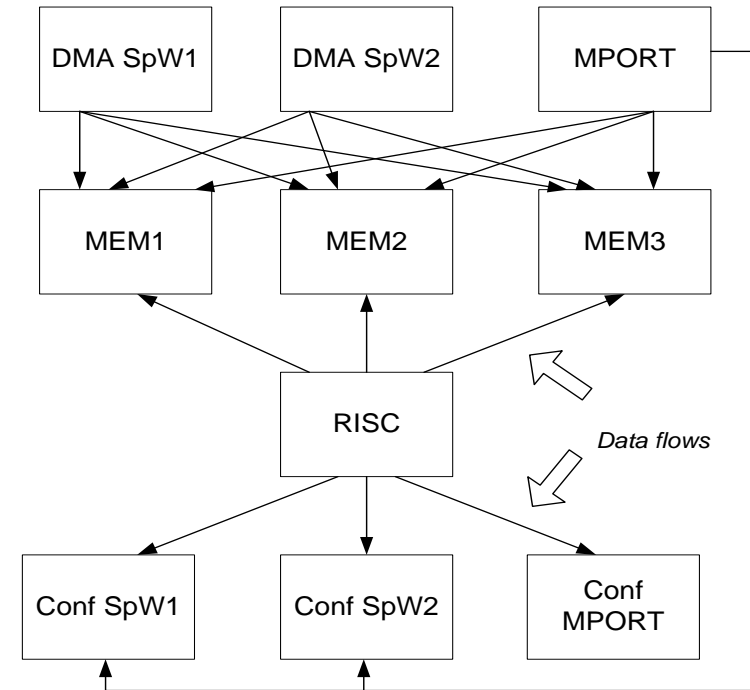 DMA SpW1
DMA SpW2
MPORT
MEM1
MEM2
MEM3
RISC
Data flows
Conf SpW1
Conf SpW2
Conf
MPORT